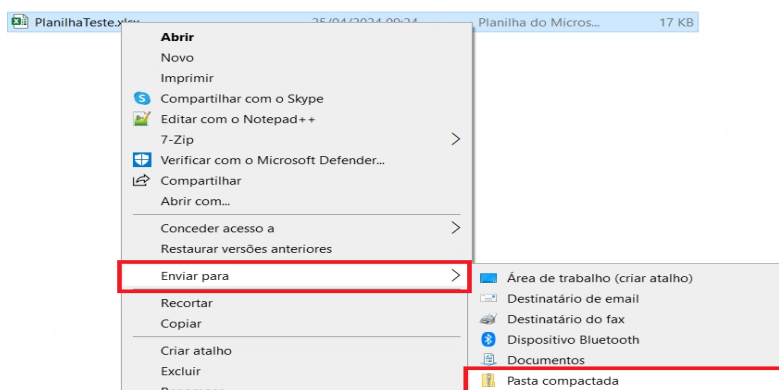 PlanilhaTeste.xlsx 25/04/2024 09:24 Planilha do Micros... 17 KB
Abrir
Novo
Imprimir
Compartilhar com o Skype
Editar com o Notepad++
7-Zip
Verificar com o Microsoft Defender...
Compartilhar
Abrir com...
Conceder acesso a
Restaurar versões anteriores
Enviar para
Recortar
Copiar
Criar atalho
Excluir
Área de trabalho (criar atalho)
Destinatário de email
Destinatário do fax
Dispositivo Bluetooth
Documentos
Pasta compactada